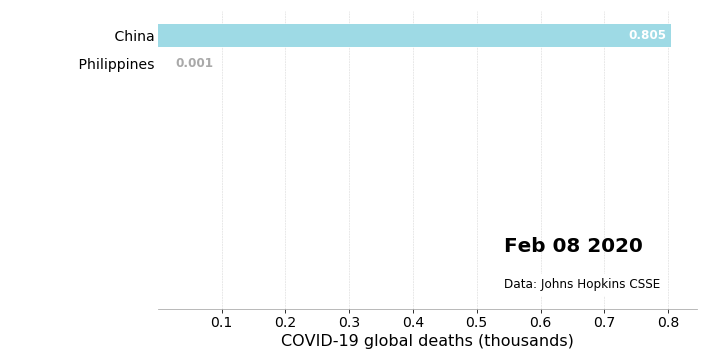 China 0.805
Philippines 0.001
Feb 08 2020
Data: Johns Hopkins CSSE
0.1 0.2 0.3 0.4 0.5 0.6 0.7 0.8
COVID-19 global deaths (thousands)